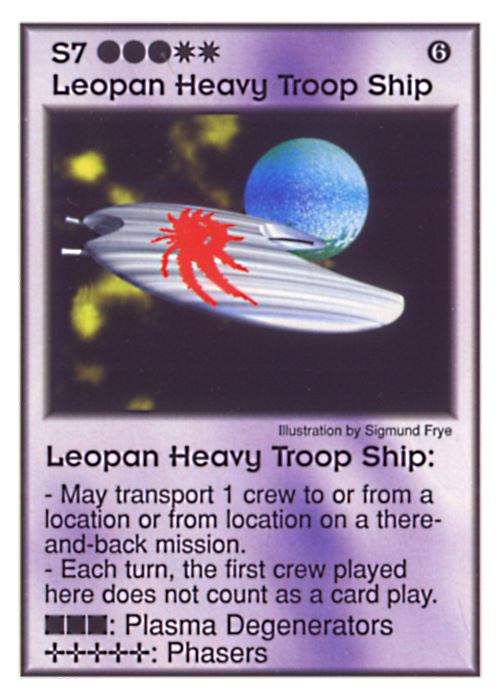 S7 ●●●✷✷ ❻
Leopan Heavy Troop Ship
Illustration by Sigmund Frye
Leopan Heavy Troop Ship:
- May transport 1 crew to or from a
location or from location on a there-
and-back mission.
- Each turn, the first crew played
here does not count as a card play.
■■■: Plasma Degenerators
✛✛✛✛✛: Phasers